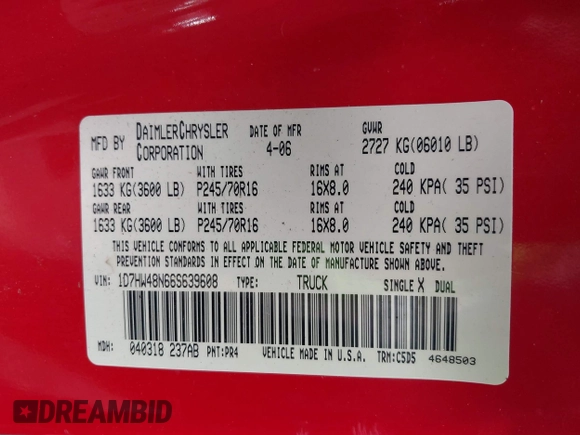 MFD BY DAIMLERCHRYSLER CORPORATION DATE OF MFR 4-06 GVWR 2727 KG(06010 LB)
GAWR FRONT WITH TIRES RIMS AT COLD
1633 KG(3600 LB) P245/70R16 16X8.0 240 KPA( 35 PSI)
GAWR REAR WITH TIRES RIMS AT COLD
1633 KG(3600 LB) P245/70R16 16X8.0 240 KPA( 35 PSI)
THIS VEHICLE CONFORMS TO ALL APPLICABLE FEDERAL MOTOR VEHICLE SAFETY AND THEFT
PREVENTION STANDARDS IN EFFECT ON THE DATE OF MANUFACTURE SHOWN ABOVE.
VIN: 1D7HW48N66S639608 TYPE: TRUCK SINGLE X DUAL
MDH: 040318 237AB PNT:PR4 VEHICLE MADE IN U.S.A. TRM:C5D5 4648503
DREAMBID